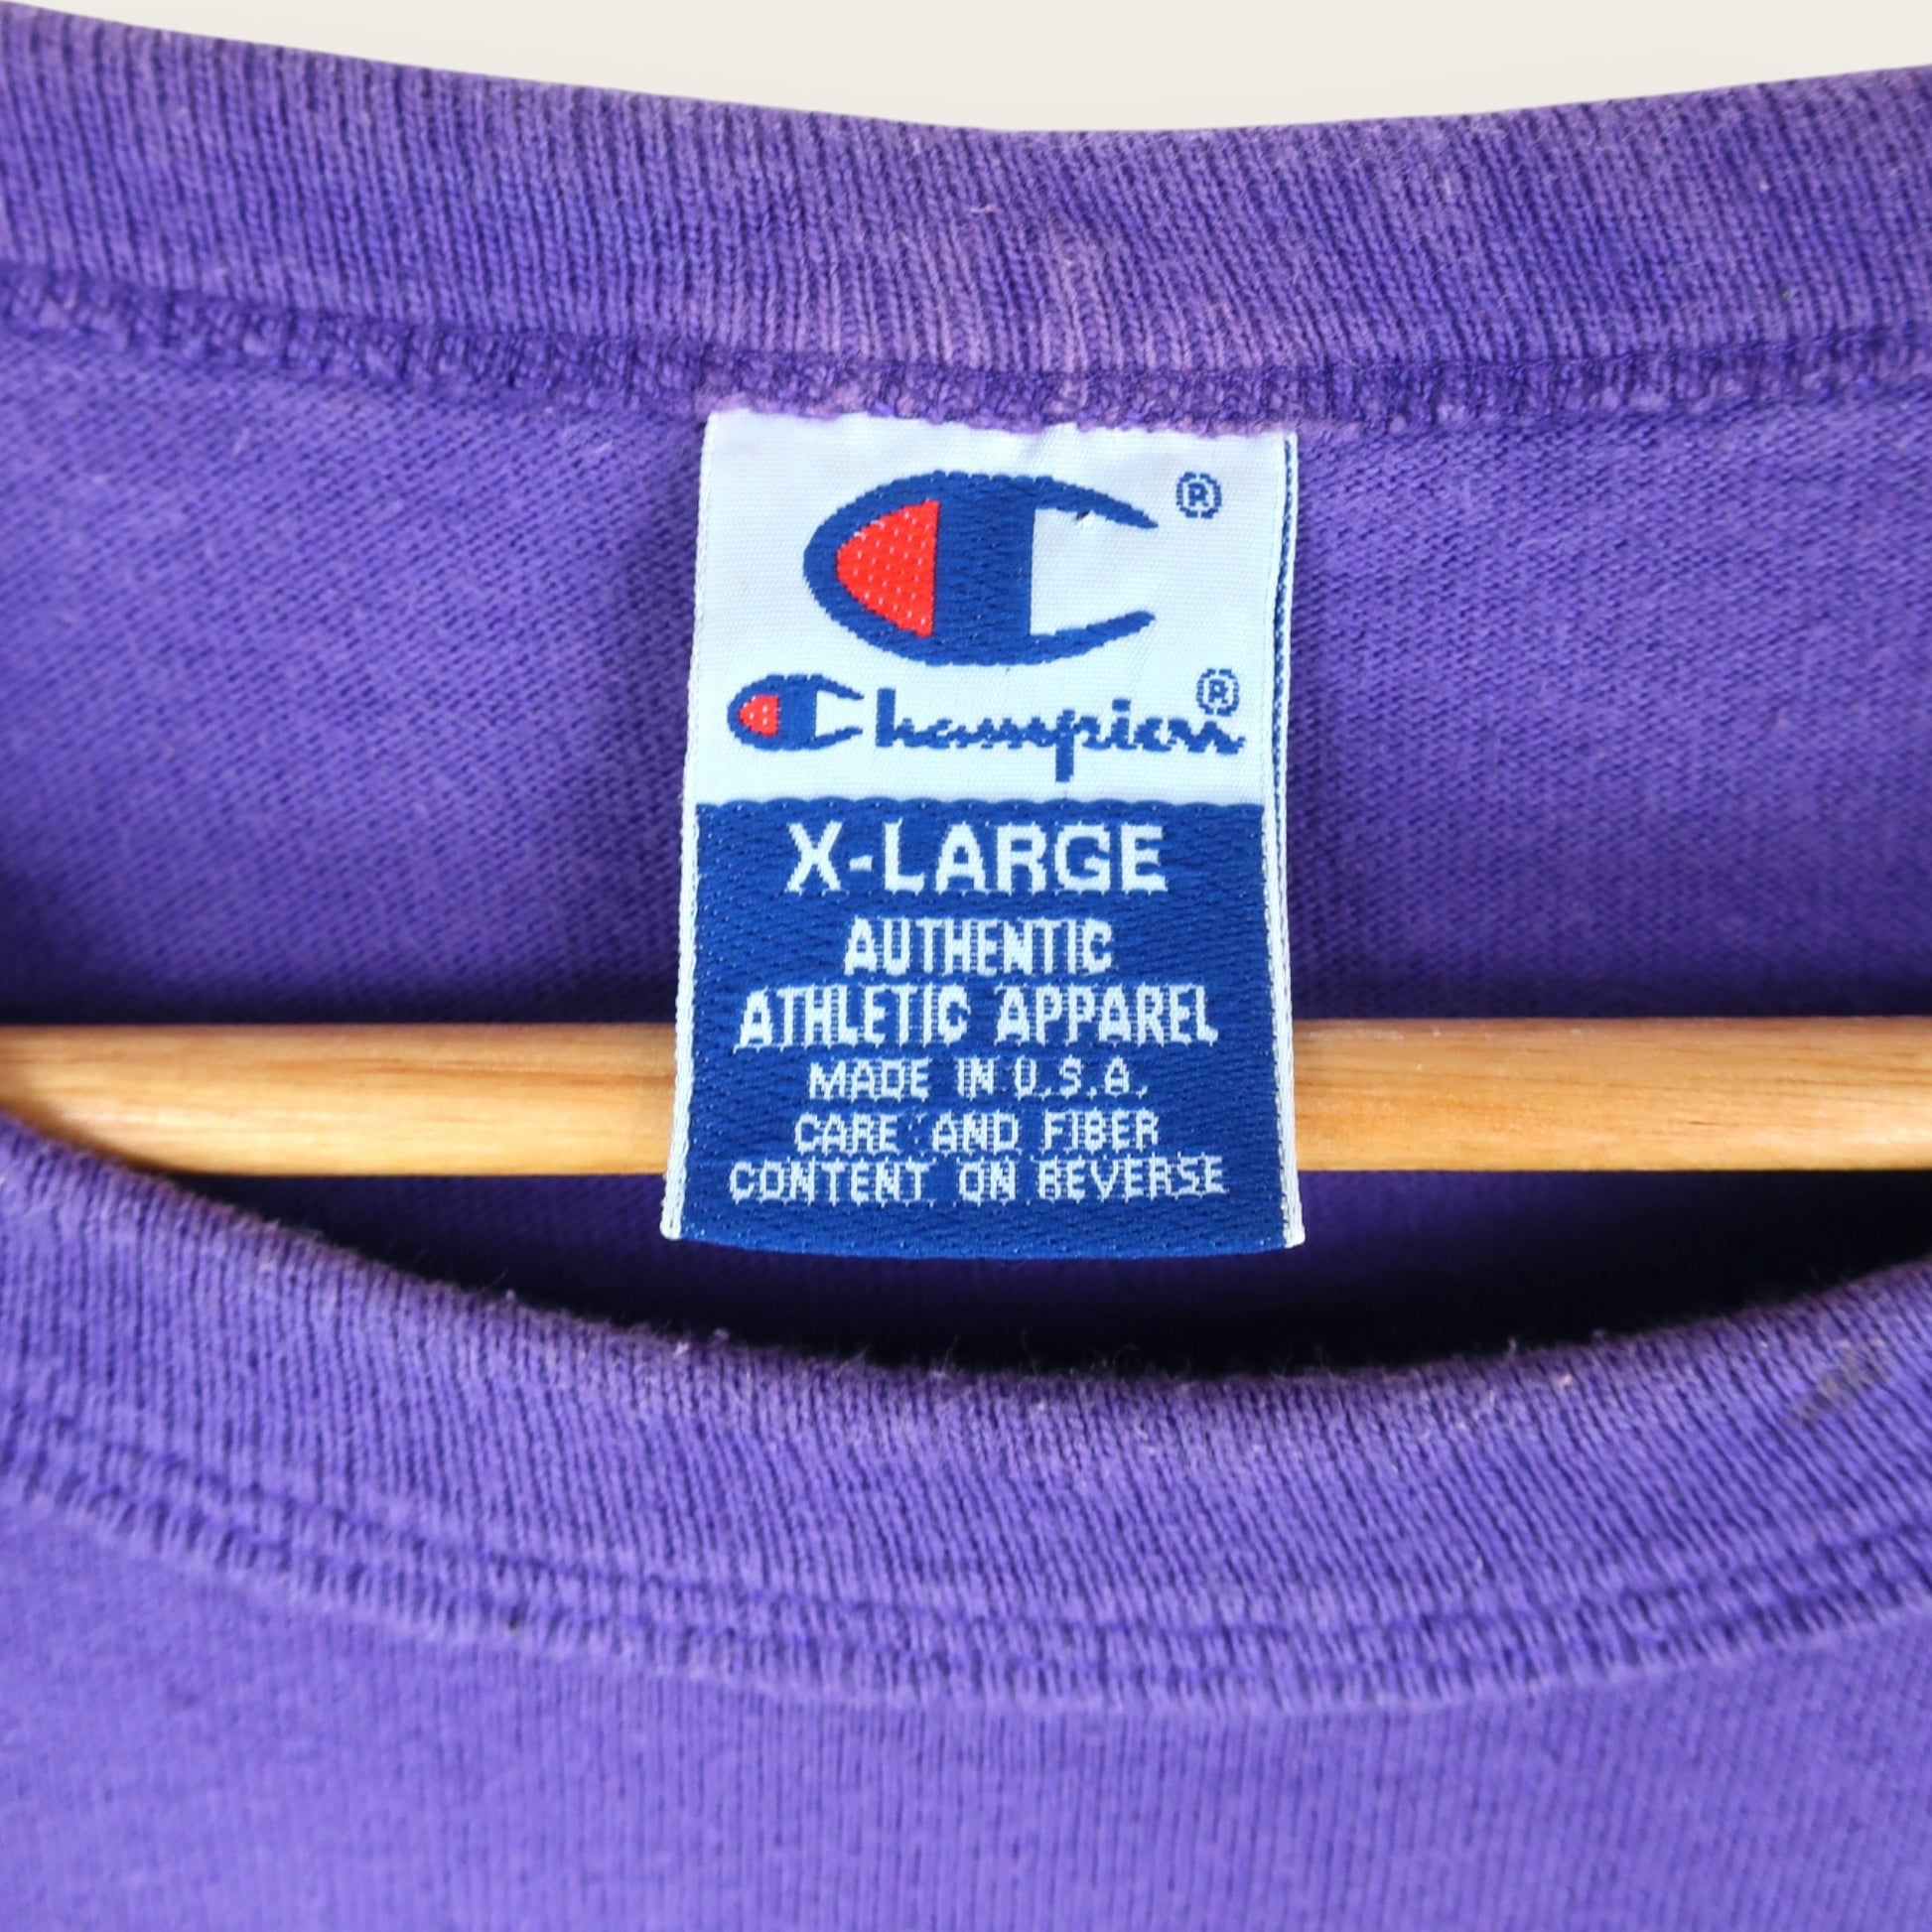 ®
Champion®
X-LARGE
AUTHENTIC
ATHLETIC APPAREL
MADE IN U.S.A.
CARE AND FIBER
CONTENT ON REVERSE